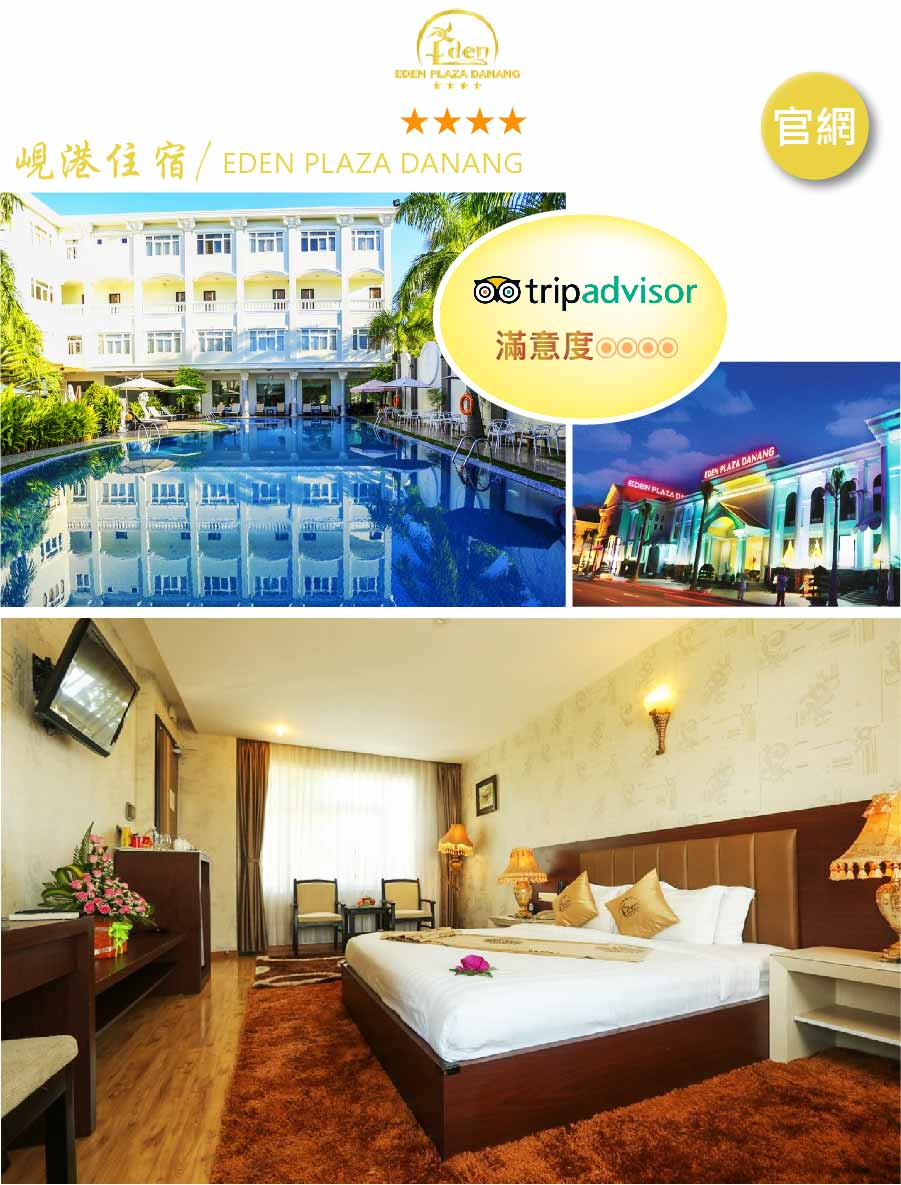 Eden
EDEN PLAZA DANANG
官網
峴港住宿/ EDEN PLAZA DANANG
tripadvisor
滿意度
EDEN PLAZA DA
EDEN PLAZA DANANG